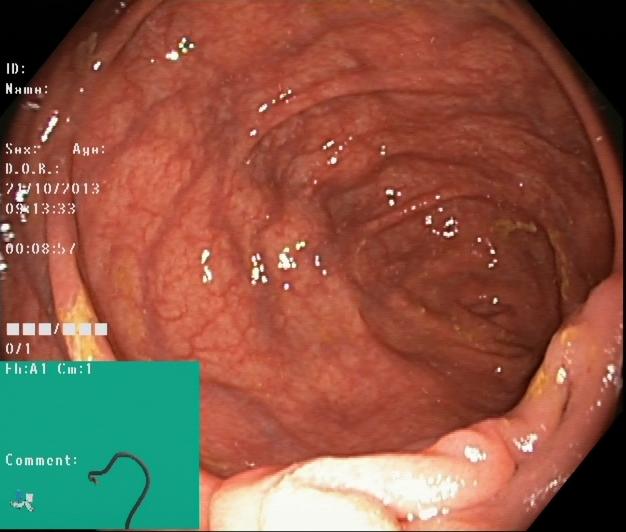 ID:
Name:
Sex: Age:
D.O.B.:
21/10/2013
09:13:33
00:08:57
■■■/■■■
0/1
Eh:A1 Cm:1
Comment: